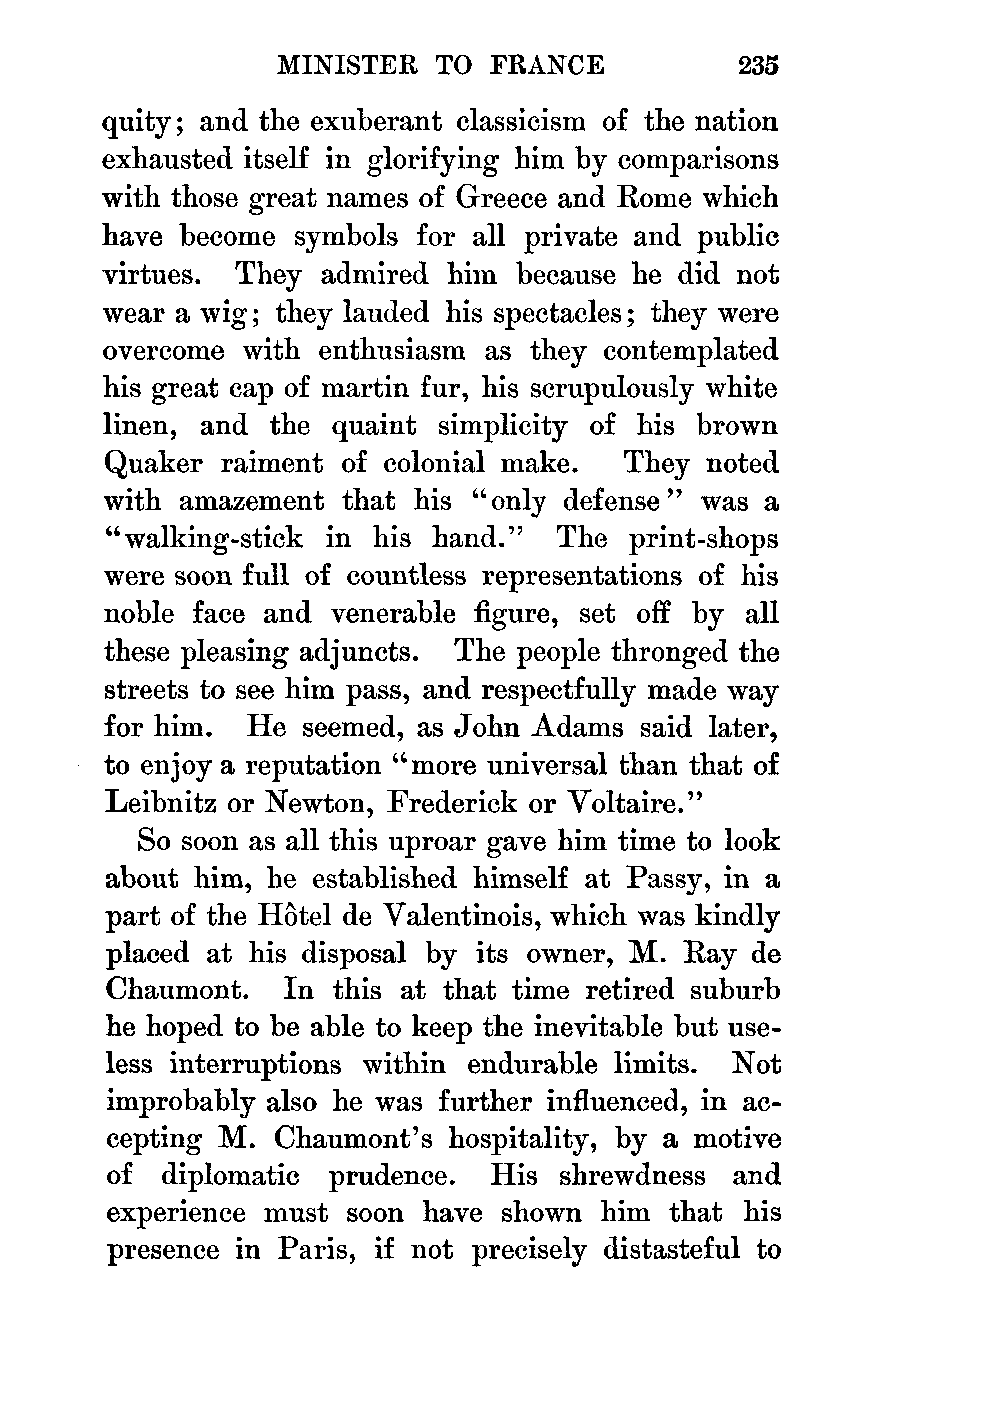 MINISTER TO FRANCE 235
quity; and the exuberant classicism of the nation
exhausted itself in glorifying him by comparisons
with those great names of Greece and Rome which
have become symbols for all private and public
virtues. They admired him because he did not
wear a wig; they lauded his spectacles; they were
overcome with enthusiasm as they contemplated
his great cap of martin fur, his scrupulously white
linen, and the quaint simplicity of his brown
Quaker raiment of colonial make. They noted
with amazement that his “only defense” was a
“walking-stick in his hand.” The print-shops
were soon full of countless representations of his
noble face and venerable figure, set off by all
these pleasing adjuncts. The people thronged the
streets to see him pass, and respectfully made way
for him. He seemed, as John Adams said later,
to enjoy a reputation “more universal than that of
Leibnitz or Newton, Frederick or Voltaire.”
So soon as all this uproar gave him time to look
about him, he established himself at Passy, in a
part of the Hôtel de Valentinois, which was kindly
placed at his disposal by its owner, M. Ray de
Chaumont. In this at that time retired suburb
he hoped to be able to keep the inevitable but use-
less interruptions within endurable limits. Not
improbably also he was further influenced, in ac-
cepting M. Chaumont’s hospitality, by a motive
of diplomatic prudence. His shrewdness and
experience must soon have shown him that his
presence in Paris, if not precisely distasteful to